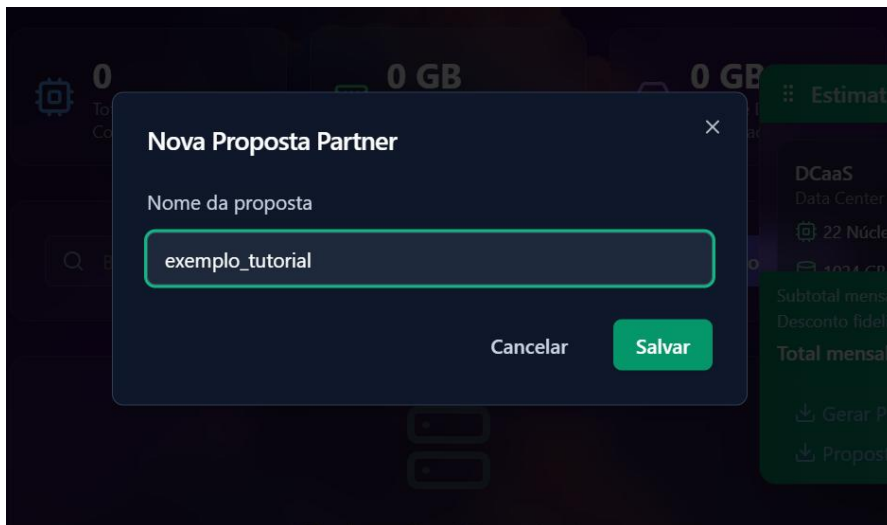 0
0 GB
0 GB
Estimat
Nova Proposta Partner
Nome da proposta
exemplo_tutorial
Cancelar
Salvar
DCaaS
Data Center
22 Núcle
1024 GB
Subtotal mens
Desconto fidel
Total mensal
Gerar P
Propos